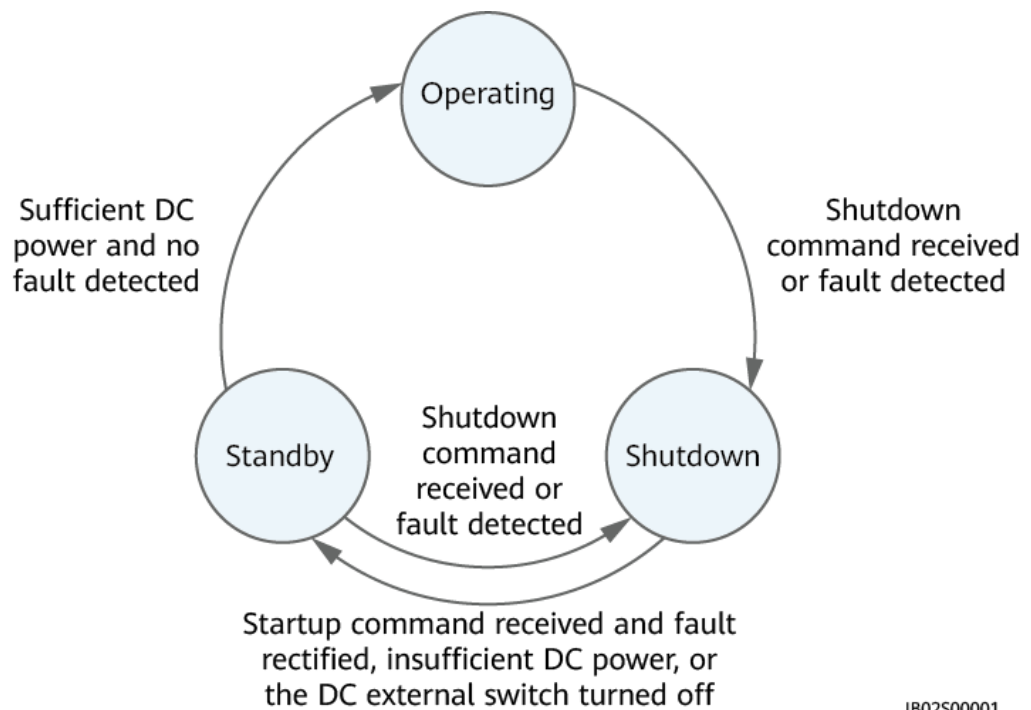 Operating
Sufficient DC
power and no
fault detected
Shutdown
command received
or fault detected
Standby
Shutdown
command
received or
fault detected
Shutdown
Startup command received and fault
rectified, insufficient DC power, or
the DC external switch turned off
IB02S00001